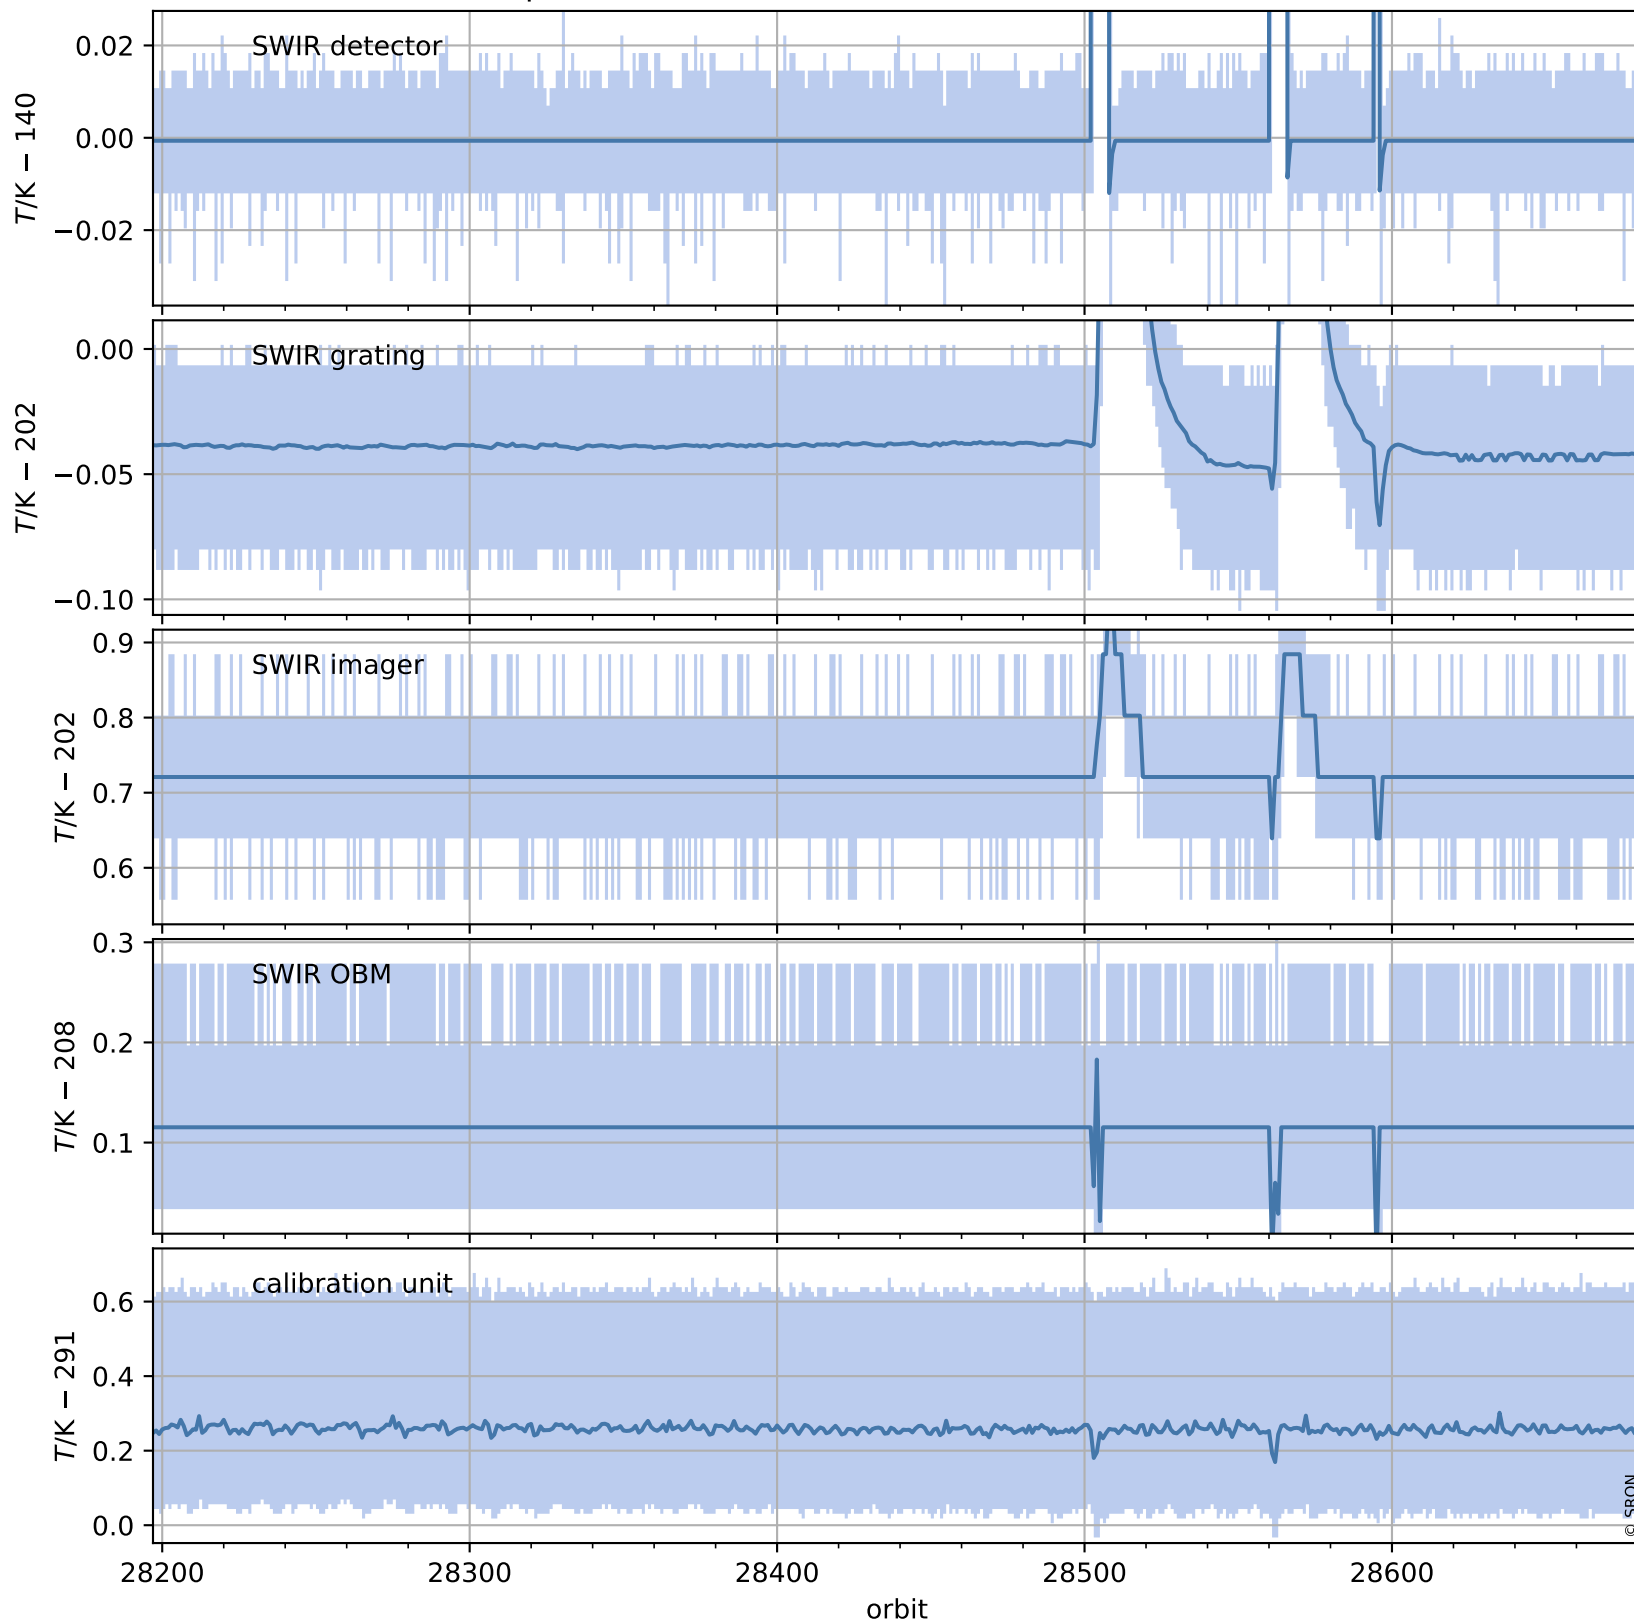 SWIR detector
0.02
0.00
−0.02
T/K − 140
SWIR grating
0.00
−0.05
−0.10
T/K − 202
SWIR imager
0.9
0.8
0.7
0.6
T/K − 202
SWIR OBM
0.3
0.2
0.1
T/K − 208
calibration unit
0.6
0.4
0.2
0.0
T/K − 291
28200 28300 28400 28500 28600
orbit
© SRON